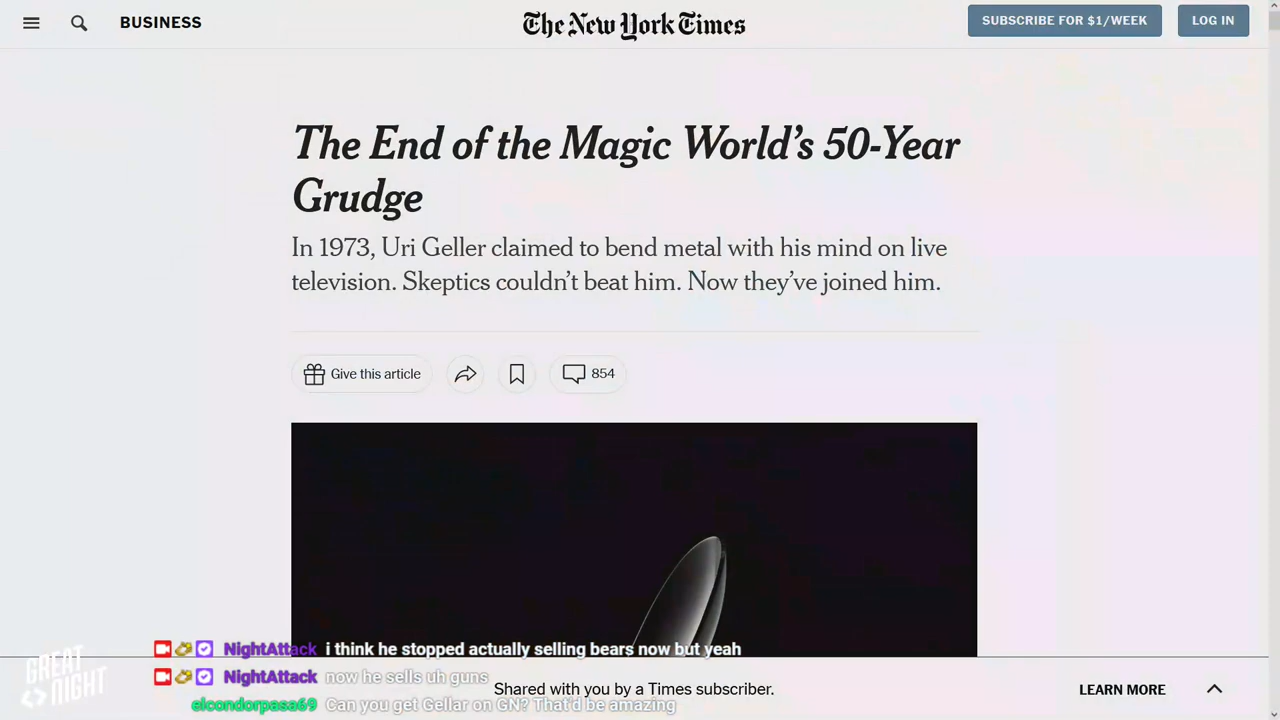 BUSINESS
The New York Times
SUBSCRIBE FOR $1/WEEK
LOG IN
The End of the Magic World’s 50-Year
Grudge
In 1973, Uri Geller claimed to bend metal with his mind on live
television. Skeptics couldn’t beat him. Now they’ve joined him.
Give this article
854
NightAttack i think he stopped actually selling bears now but yeah
NightAttack now he sells uh guns
Shared with you by a Times subscriber.
LEARN MORE
elcondorpasa69 Can you get Gellar on GN? That'd be amazing
GREAT
NIGHT